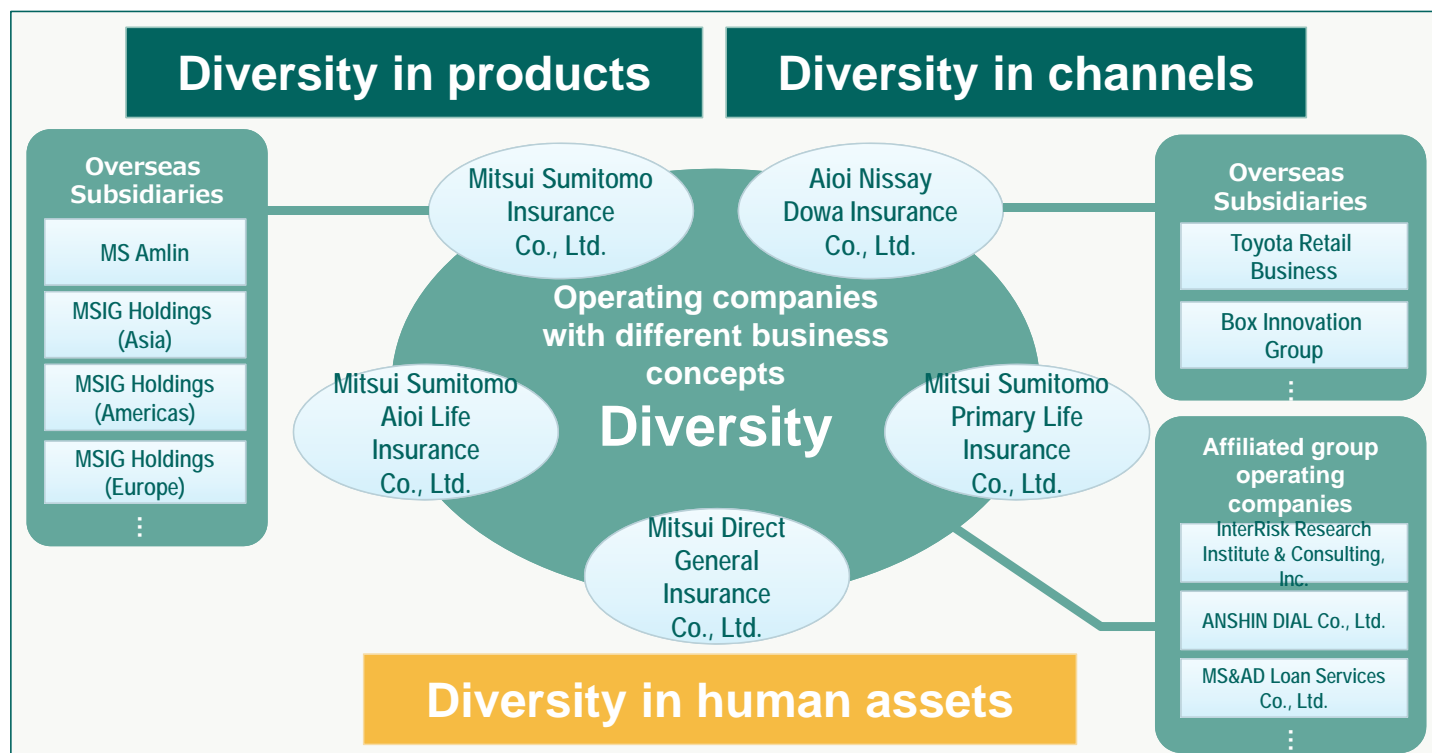 Diversity in products
Diversity in channels
Overseas
Subsidiaries
MS Amlin
MSIG Holdings
(Asia)
MSIG Holdings
(Americas)
MSIG Holdings
(Europe)
⋮
Mitsui Sumitomo
Insurance
Co., Ltd.
Aioi Nissay
Dowa Insurance
Co., Ltd.
Operating companies
with different business
concepts
Diversity
Mitsui Sumitomo
Aioi Life
Insurance
Co., Ltd.
Mitsui Sumitomo
Primary Life
Insurance
Co., Ltd.
Mitsui Direct
General
Insurance
Co., Ltd.
Overseas
Subsidiaries
Toyota Retail
Business
Box Innovation
Group
⋮
Affiliated group
operating
companies
InterRisk Research
Institute & Consulting,
Inc.
ANSHIN DIAL Co., Ltd.
MS&AD Loan Services
Co., Ltd.
⋮
Diversity in human assets